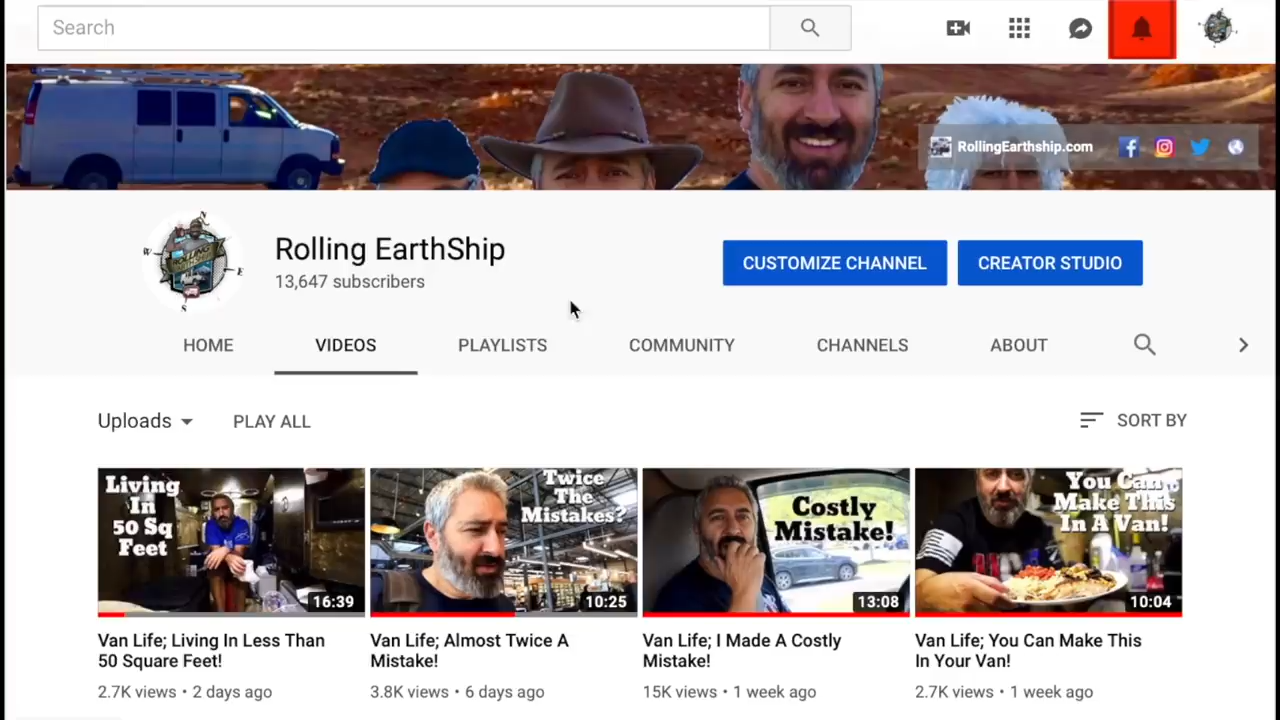 Search
RollingEarthship.com
N
W
E
S
Rolling EarthShip
13,647 subscribers
CUSTOMIZE CHANNEL
CREATOR STUDIO
HOME
VIDEOS
PLAYLISTS
COMMUNITY
CHANNELS
ABOUT
Uploads
PLAY ALL
SORT BY
Living
In
50 Sq
Feet
16:39
Twice
The
Mistakes?
10:25
Costly
Mistake!
13:08
You Can
Make This
In A Van!
10:04
Van Life; Living In Less Than
50 Square Feet!
2.7K views • 2 days ago
Van Life; Almost Twice A
Mistake!
3.8K views • 6 days ago
Van Life; I Made A Costly
Mistake!
15K views • 1 week ago
Van Life; You Can Make This
In Your Van!
2.7K views • 1 week ago